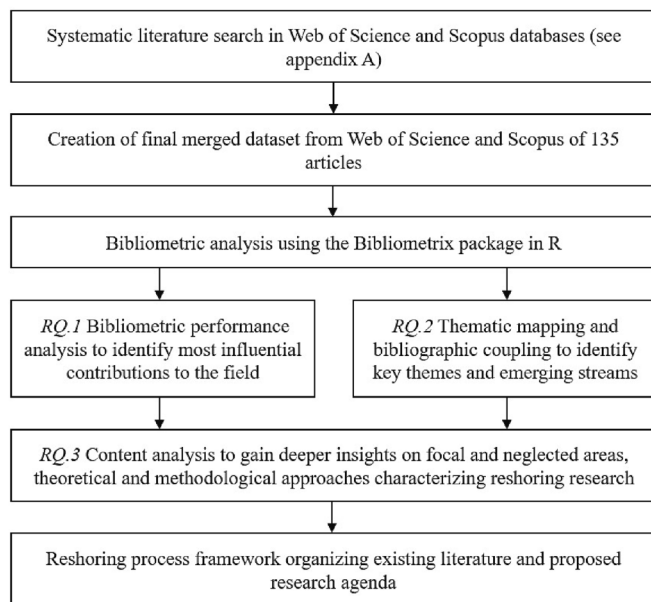 Systematic literature search in Web of Science and Scopus databases (see
appendix A)
Creation of final merged dataset from Web of Science and Scopus of 135
articles
Bibliometric analysis using the Bibliometrix package in R
RQ.1 Bibliometric performance
analysis to identify most influential
contributions to the field
RQ.2 Thematic mapping and
bibliographic coupling to identify
key themes and emerging streams
RQ.3 Content analysis to gain deeper insights on focal and neglected areas,
theoretical and methodological approaches characterizing reshoring research
Reshoring process framework organizing existing literature and proposed
research agenda